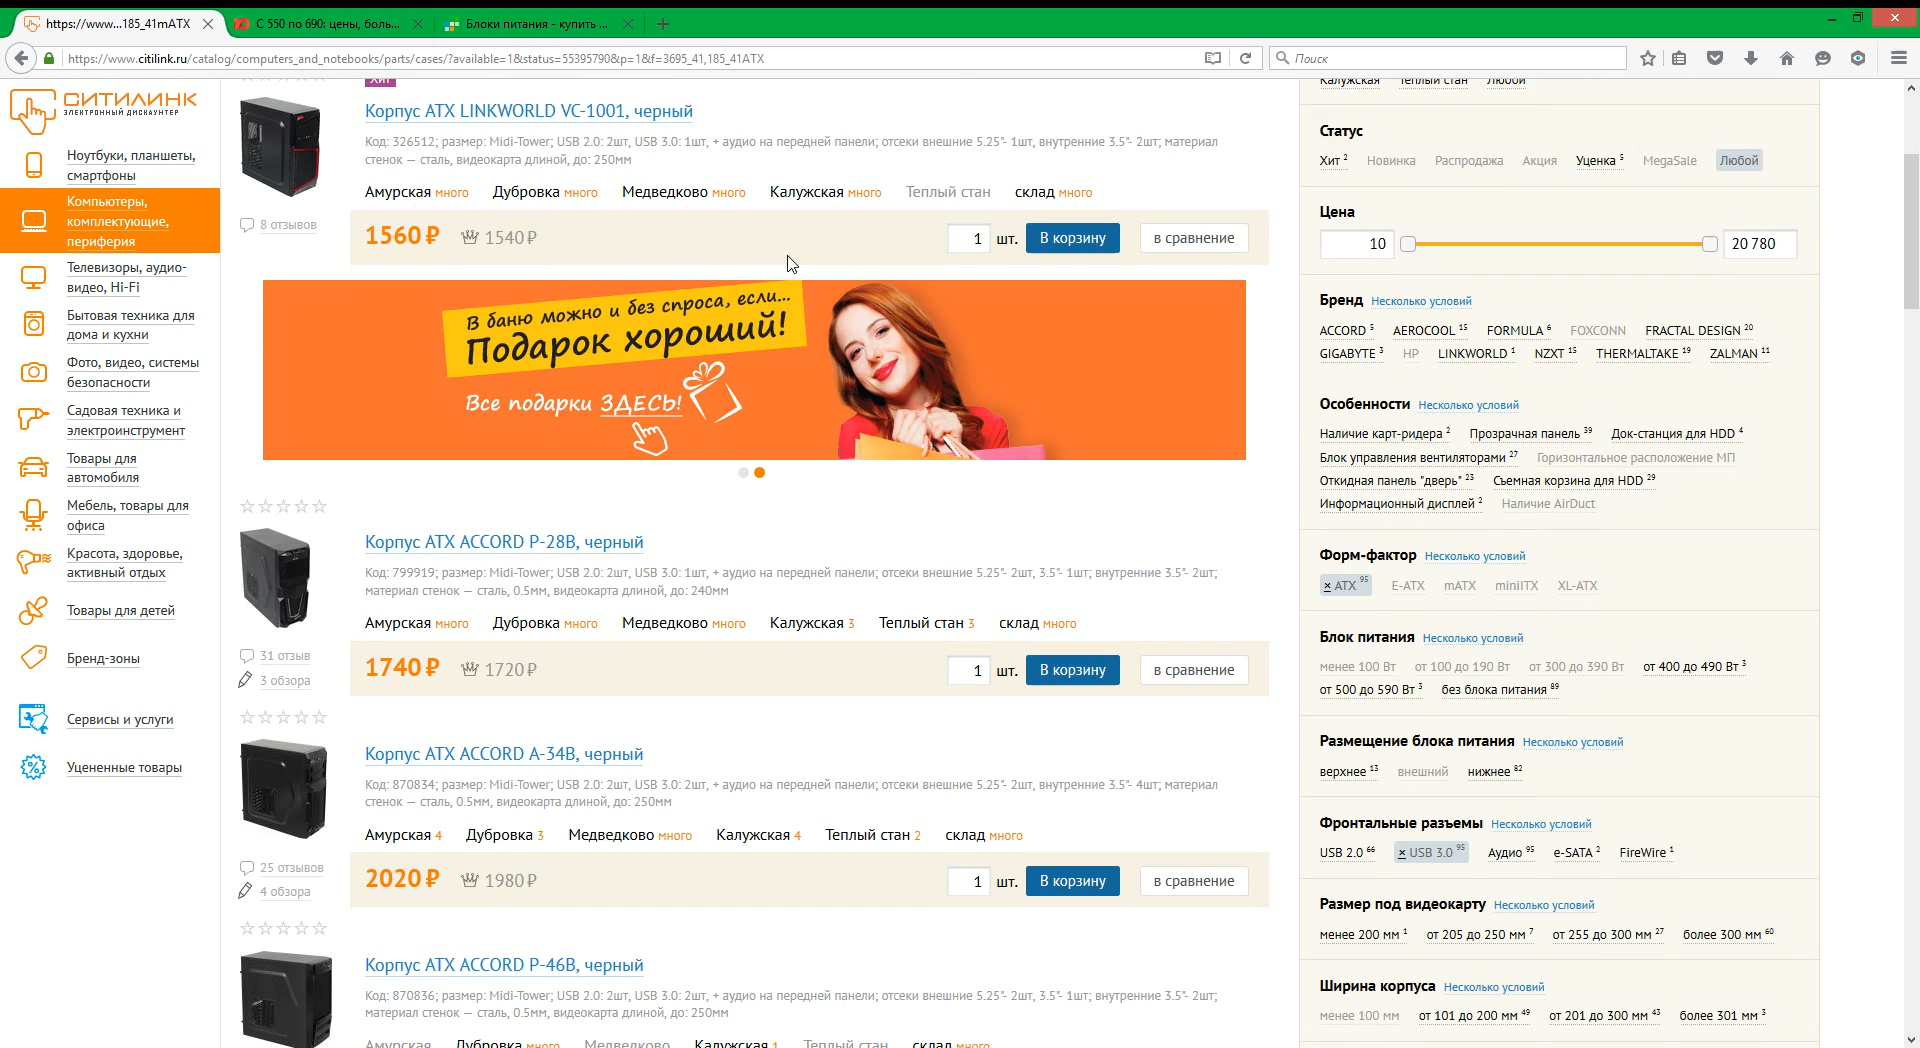 https://www...185_41mATX
С 550 по 690: цены, боль...
Блоки питания - купить ...
https://www.citilink.ru/catalog/computers_and_notebooks/parts/cases/?available=1&status=55395790&p=1&f=3695_41,185_41ATX
Поиск
СИТИЛИНК
ЭЛЕКТРОННЫЙ ДИСКАУНТЕР
Ноутбуки, планшеты,
смартфоны
Компьютеры,
комплектующие,
периферия
Телевизоры, аудио-
видео, Hi-Fi
Бытовая техника для
дома и кухни
Фото, видео, системы
безопасности
Садовая техника и
электроинструмент
Товары для
автомобиля
Мебель, товары для
офиса
Красота, здоровье,
активный отдых
Товары для детей
Бренд-зоны
Сервисы и услуги
Уцененные товары
ХИТ
Корпус ATX LINKWORLD VC-1001, черный
Код: 326512; размер: Midi-Tower; USB 2.0: 2шт, USB 3.0: 1шт, + аудио на передней панели; отсеки внешние 5.25"- 1шт, внутренние 3.5"- 2шт; материал
стенок — сталь, видеокарта длиной, до: 250мм
Амурская много Дубровка много Медведково много Калужская много Теплый стан склад много
8 отзывов
1560 ₽ 1540 ₽ 1 шт. В корзину в сравнение
В баню можно и без спроса, если...
Подарок хороший!
Все подарки ЗДЕСЬ!
Корпус ATX ACCORD P-28B, черный
Код: 799919; размер: Midi-Tower; USB 2.0: 2шт, USB 3.0: 1шт, + аудио на передней панели; отсеки внешние 5.25"- 2шт, 3.5"- 1шт; внутренние 3.5"- 2шт;
материал стенок — сталь, 0.5мм, видеокарта длиной, до: 240мм
Амурская много Дубровка много Медведково много Калужская 3 Теплый стан 3 склад много
31 отзыв
3 обзора
1740 ₽ 1720 ₽ 1 шт. В корзину в сравнение
Корпус ATX ACCORD A-34B, черный
Код: 870834; размер: Midi-Tower; USB 2.0: 2шт, USB 3.0: 2шт, + аудио на передней панели; отсеки внешние 5.25"- 2шт, внутренние 3.5"- 4шт; материал
стенок — сталь, 0.5мм, видеокарта длиной, до: 250мм
Амурская 4 Дубровка 3 Медведково много Калужская 4 Теплый стан 2 склад много
25 отзывов
4 обзора
2020 ₽ 1980 ₽ 1 шт. В корзину в сравнение
Корпус ATX ACCORD P-46B, черный
Код: 870836; размер: Midi-Tower; USB 2.0: 2шт, USB 3.0: 2шт, + аудио на передней панели; отсеки внешние 5.25"- 2шт, 3.5"- 1шт; внутренние 3.5"- 2шт;
материал стенок — сталь, 0.5мм, видеокарта длиной, до: 250мм
Амурская Дубровка много Медведково Калужская 1 Теплый стан склад много
Калужская Теплый стан Любой
Статус
Хит 2 Новинка Распродажа Акция Уценка 5 MegaSale Любой
Цена
10 20 780
Бренд Несколько условий
ACCORD 5 AEROCOOL 15 FORMULA 6 FOXCONN FRACTAL DESIGN 20
GIGABYTE 3 HP LINKWORLD 1 NZXT 15 THERMALTAKE 19 ZALMAN 11
Особенности Несколько условий
Наличие карт-ридера 2 Прозрачная панель 39 Док-станция для HDD 4
Блок управления вентиляторами 27 Горизонтальное расположение МП
Откидная панель "дверь" 23 Съемная корзина для HDD 29
Информационный дисплей 2 Наличие AirDuct
Форм-фактор Несколько условий
× ATX 95 E-ATX mATX miniITX XL-ATX
Блок питания Несколько условий
менее 100 Вт от 100 до 190 Вт от 300 до 390 Вт от 400 до 490 Вт 3
от 500 до 590 Вт 3 без блока питания 89
Размещение блока питания Несколько условий
верхнее 13 внешний нижнее 82
Фронтальные разъемы Несколько условий
USB 2.0 66 × USB 3.0 95 Аудио 95 e-SATA 2 FireWire 1
Размер под видеокарту Несколько условий
менее 200 мм 1 от 205 до 250 мм 7 от 255 до 300 мм 27 более 300 мм 60
Ширина корпуса Несколько условий
менее 100 мм от 101 до 200 мм 49 от 201 до 300 мм 43 более 301 мм 3